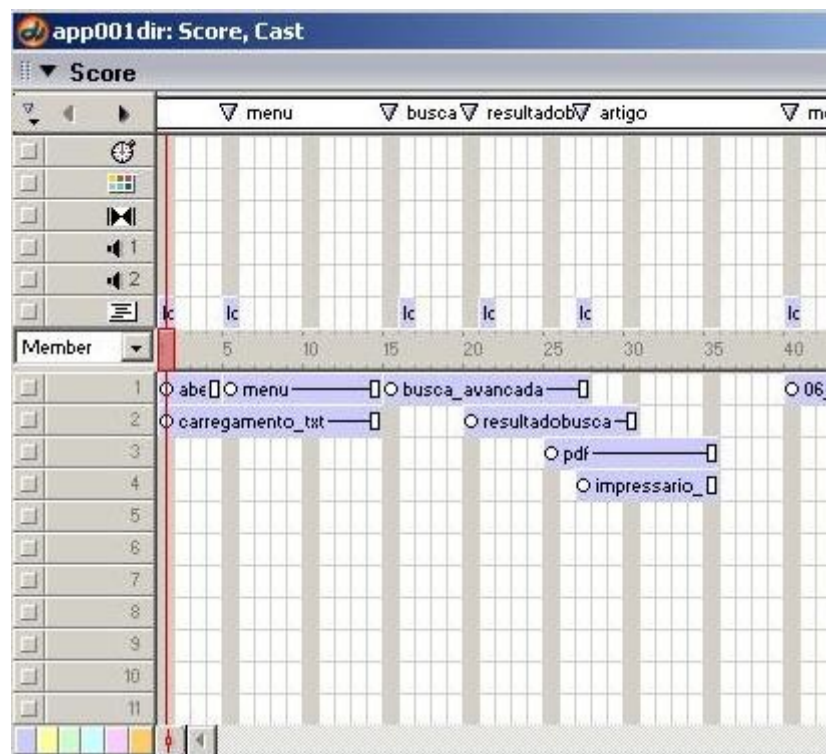 app001dir: Score, Cast
Score
menu busca resultadob artigo
1
2
lc lc lc lc lc lc
Member 5 10 15 20 25 30 35 40
1 abe menu busca_avancada 06_
2 carregamento_txt resultadobusca
3 pdf
4 impressario_
5
6
7
8
9
10
11